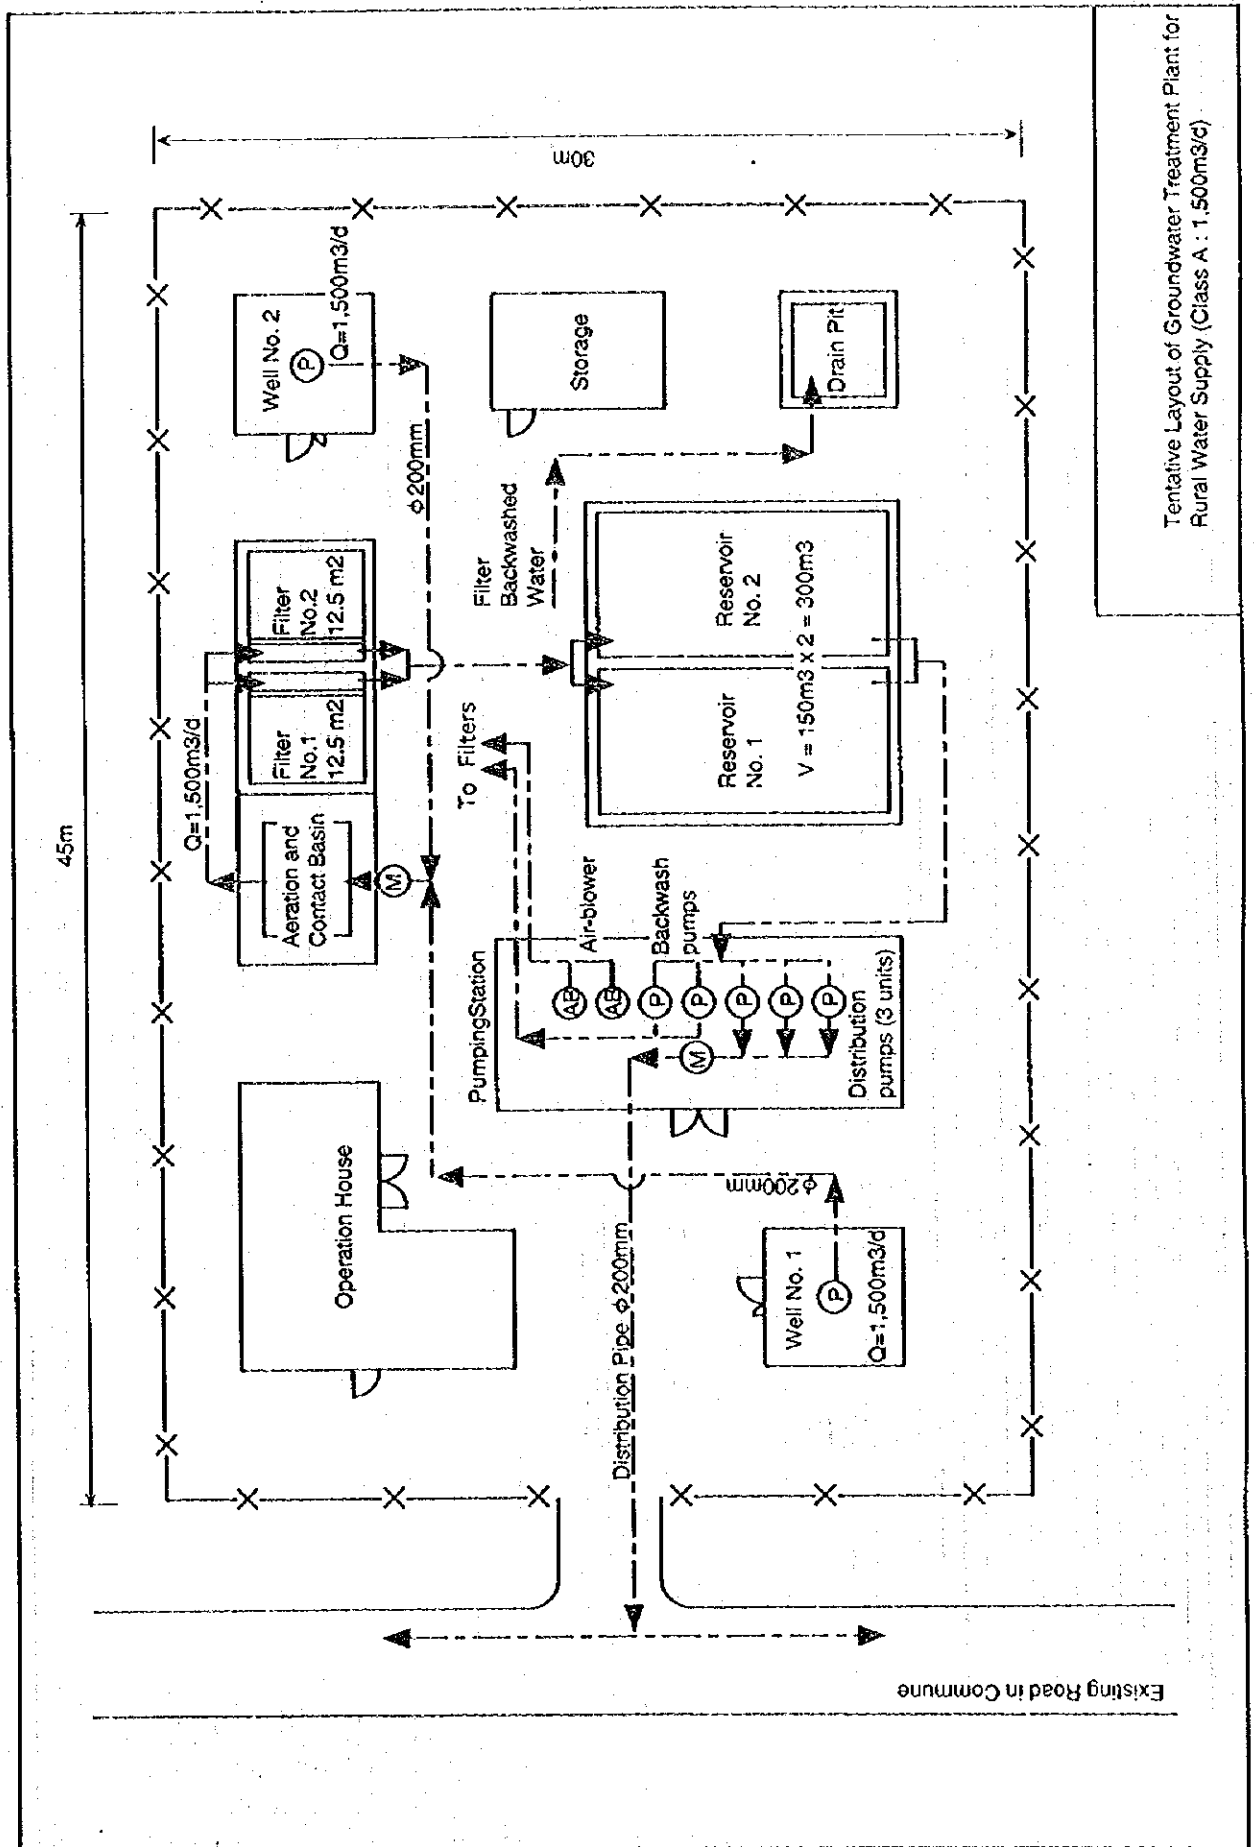 45m
30m
Q=1,500m3/d
Aeration and
Contact Basin
Filter
No.1
12.5 m2
Filter
No.2
12.5 m2
Well No. 2
P
Q=1,500m3/d
M
φ200mm
Operation House
PumpingStation
To Filters
Air-blower
AB
AB
Backwash
pumps
P
P
P
P
P
M
Distribution
pumps (3 units)
Filter
Backwashed
Water
Storage
Drain Pit
Reservoir
No. 1
Reservoir
No. 2
V = 150m3 x 2 = 300m3
Distribution Pipe φ200mm
φ200mm
Well No. 1
P
Q=1,500m3/d
Existing Road in Commune
Tentative Layout of Groundwater Treatment Plant for
Rural Water Supply (Class A : 1,500m3/d)